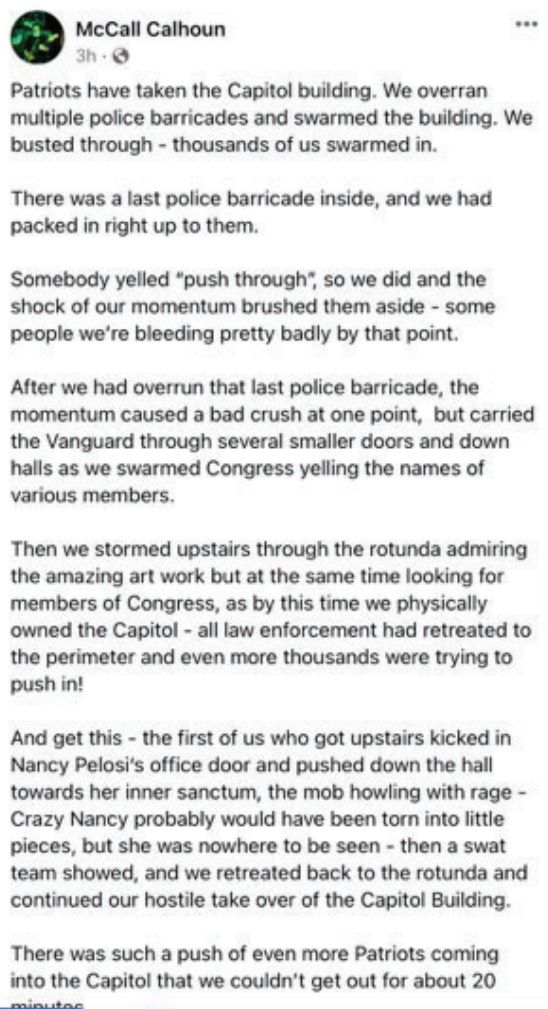 McCall Calhoun
3h ·
Patriots have taken the Capitol building. We overran
multiple police barricades and swarmed the building. We
busted through - thousands of us swarmed in.
There was a last police barricade inside, and we had
packed in right up to them.
Somebody yelled "push through", so we did and the
shock of our momentum brushed them aside - some
people we're bleeding pretty badly by that point.
After we had overrun that last police barricade, the
momentum caused a bad crush at one point, but carried
the Vanguard through several smaller doors and down
halls as we swarmed Congress yelling the names of
various members.
Then we stormed upstairs through the rotunda admiring
the amazing art work but at the same time looking for
members of Congress, as by this time we physically
owned the Capitol - all law enforcement had retreated to
the perimeter and even more thousands were trying to
push in!
And get this - the first of us who got upstairs kicked in
Nancy Pelosi's office door and pushed down the hall
towards her inner sanctum, the mob howling with rage -
Crazy Nancy probably would have been torn into little
pieces, but she was nowhere to be seen - then a swat
team showed, and we retreated back to the rotunda and
continued our hostile take over of the Capitol Building.
There was such a push of even more Patriots coming
into the Capitol that we couldn't get out for about 20
minutes